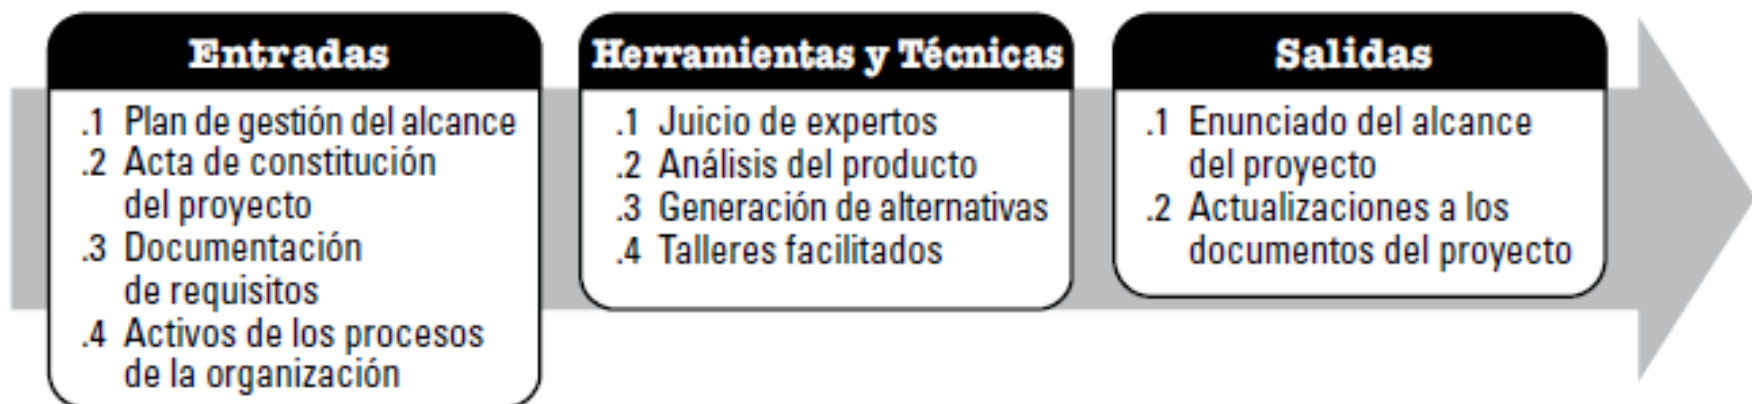 Entradas
.1 Plan de gestión del alcance
.2 Acta de constitución
del proyecto
.3 Documentación
de requisitos
.4 Activos de los procesos
de la organización
Herramientas y Técnicas
.1 Juicio de expertos
.2 Análisis del producto
.3 Generación de alternativas
.4 Talleres facilitados
Salidas
.1 Enunciado del alcance
del proyecto
.2 Actualizaciones a los
documentos del proyecto